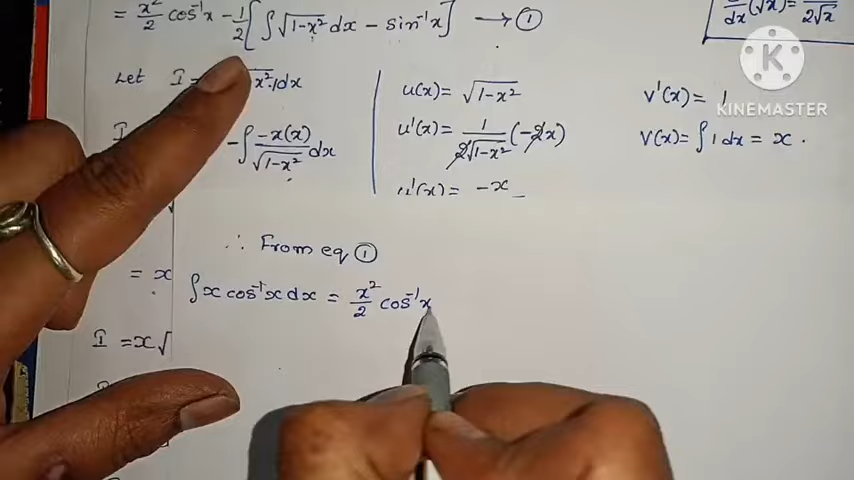 = x²/2 cos⁻¹x - 1/2 [ ∫ √(1-x²) dx - sin⁻¹x ] → ①
d/dx (√x) = 1/(2√x)
Let I = x².1dx
u(x) = √(1-x²)
v'(x) = 1
- ∫ -x(x)/√(1-x²) dx
u'(x) = 1/(2√(1-x²)) (-2x)
v(x) = ∫ 1 dx = x .
u'(x) = -x
∴ From eq ①
= x
∫ x cos⁻¹x dx = x²/2 cos⁻¹x
I = x√
KINEMASTER